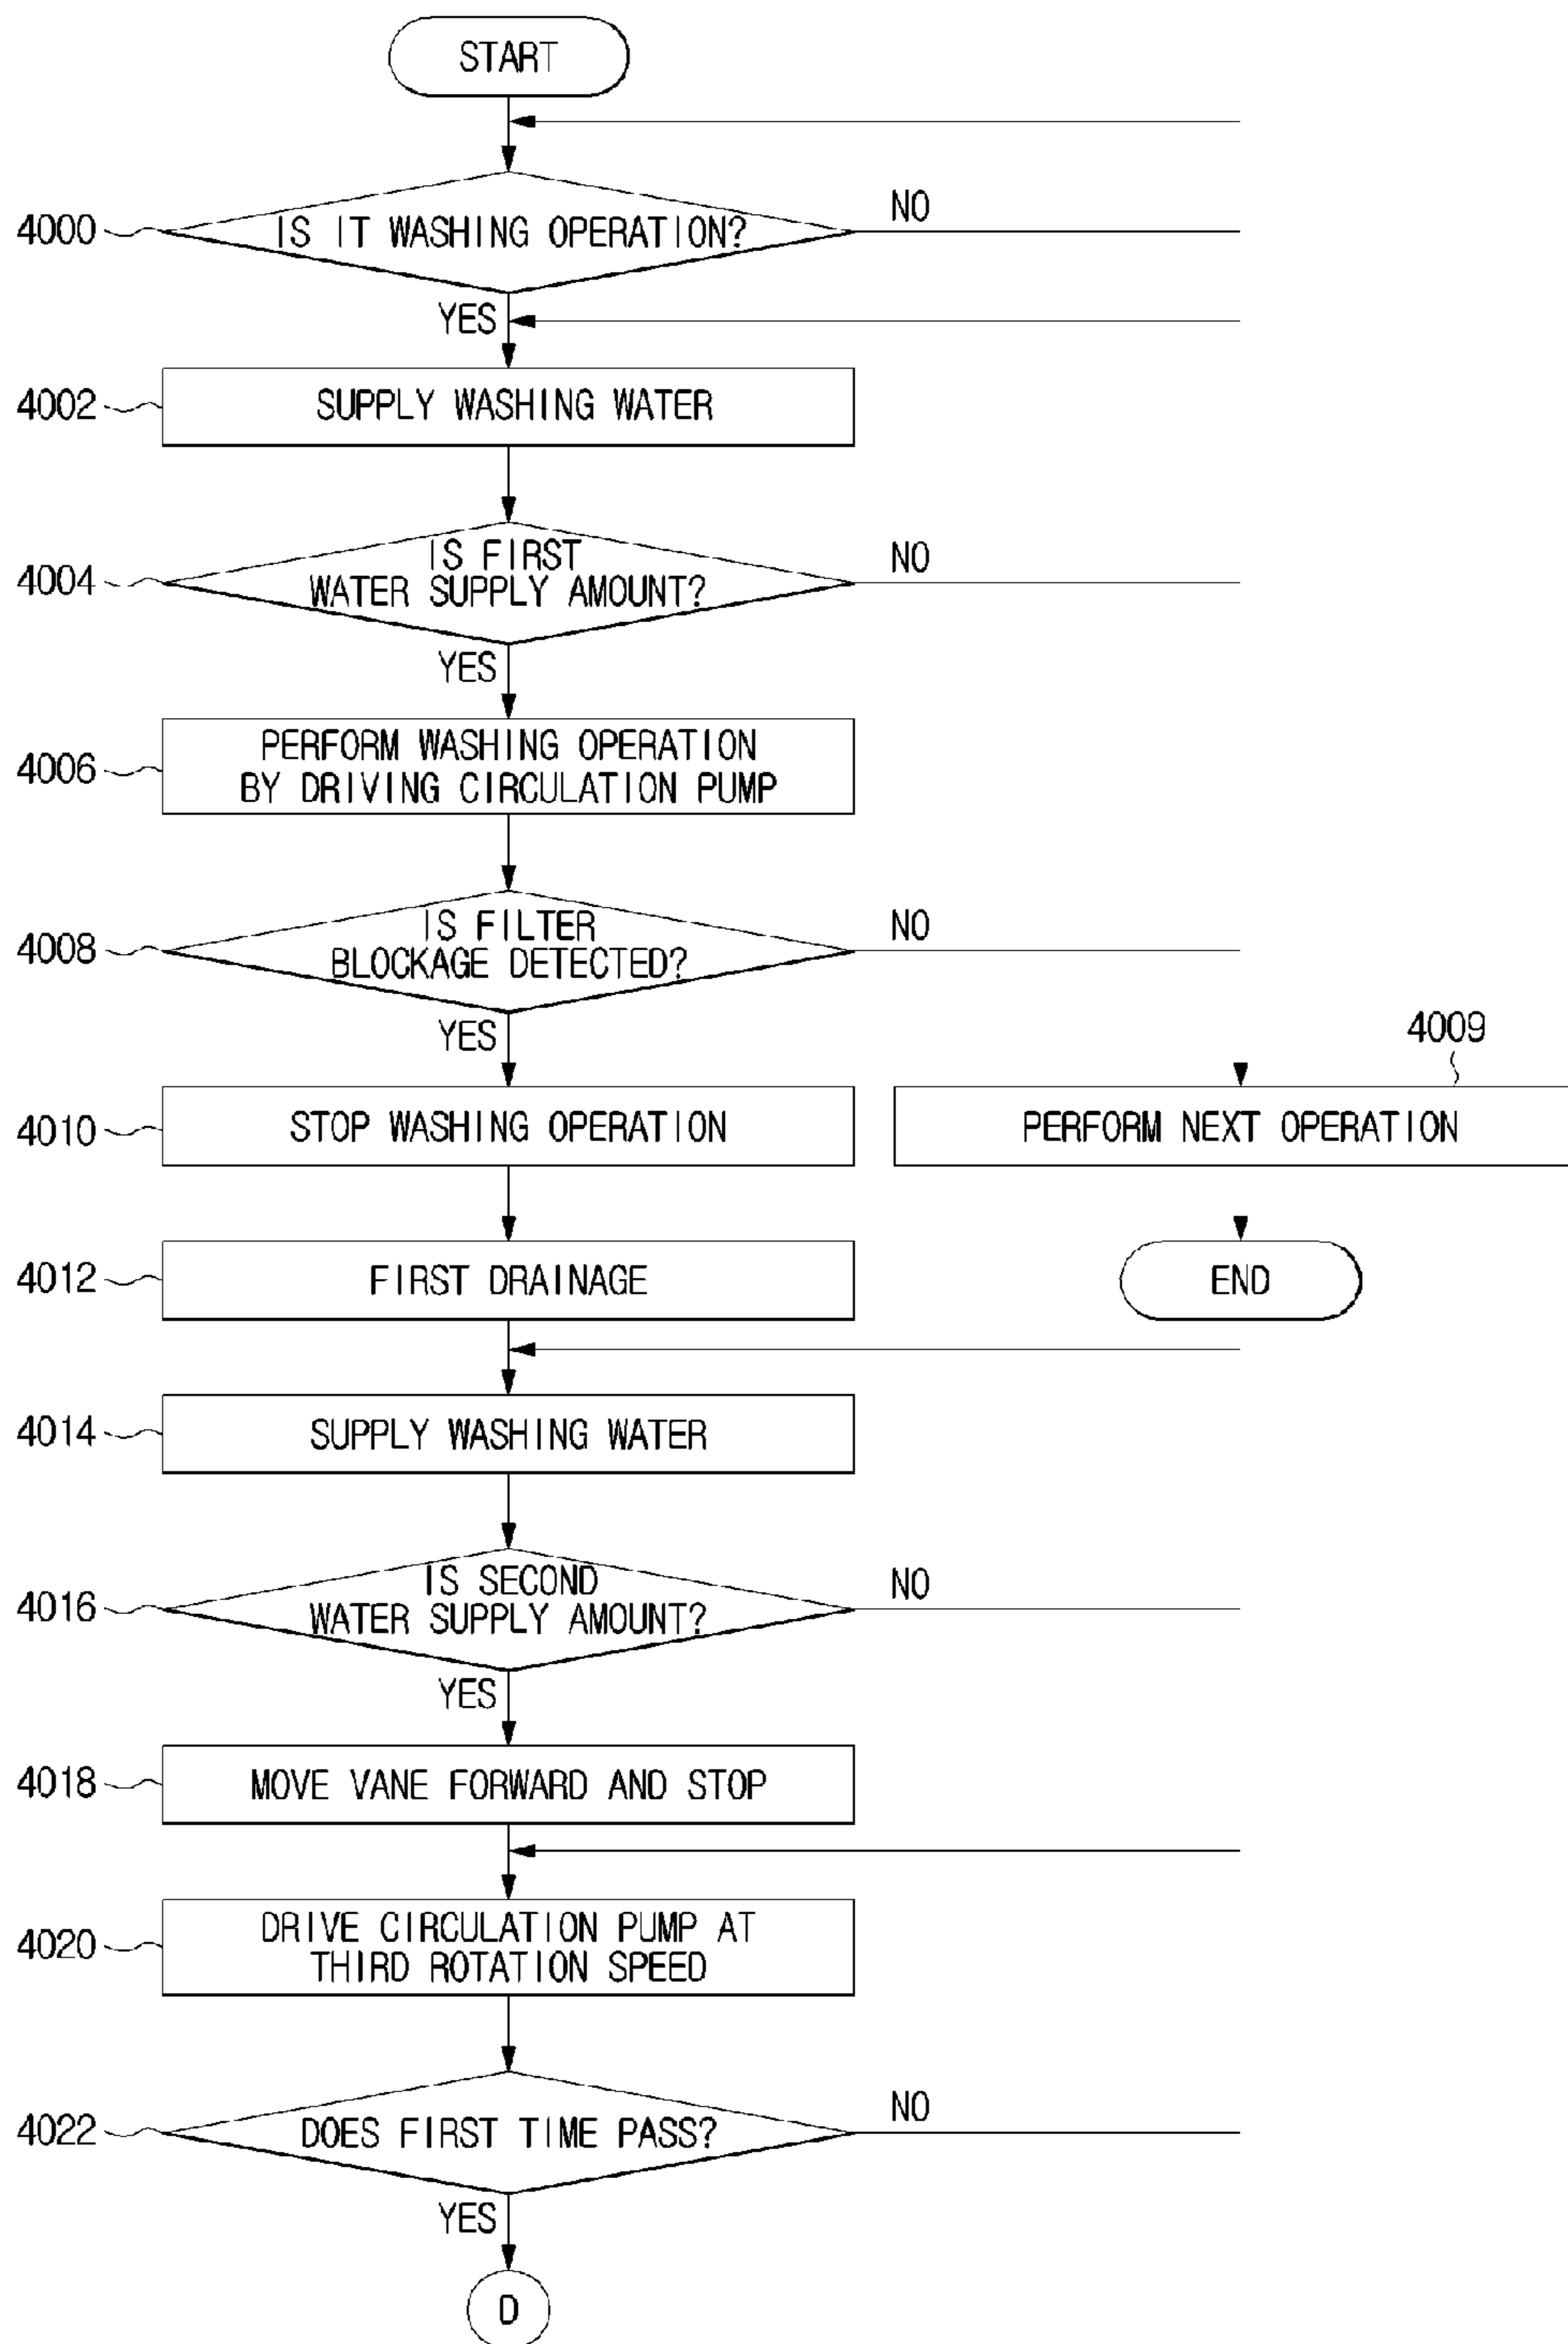 START
4000
IS IT WASHING OPERATION?
NO
YES
4002
SUPPLY WASHING WATER
4004
IS FIRST
WATER SUPPLY AMOUNT?
NO
YES
4006
PERFORM WASHING OPERATION
BY DRIVING CIRCULATION PUMP
4008
IS FILTER
BLOCKAGE DETECTED?
NO
YES
4009
4010
STOP WASHING OPERATION
PERFORM NEXT OPERATION
4012
FIRST DRAINAGE
END
4014
SUPPLY WASHING WATER
4016
IS SECOND
WATER SUPPLY AMOUNT?
NO
YES
4018
MOVE VANE FORWARD AND STOP
4020
DRIVE CIRCULATION PUMP AT
THIRD ROTATION SPEED
4022
DOES FIRST TIME PASS?
NO
YES
D